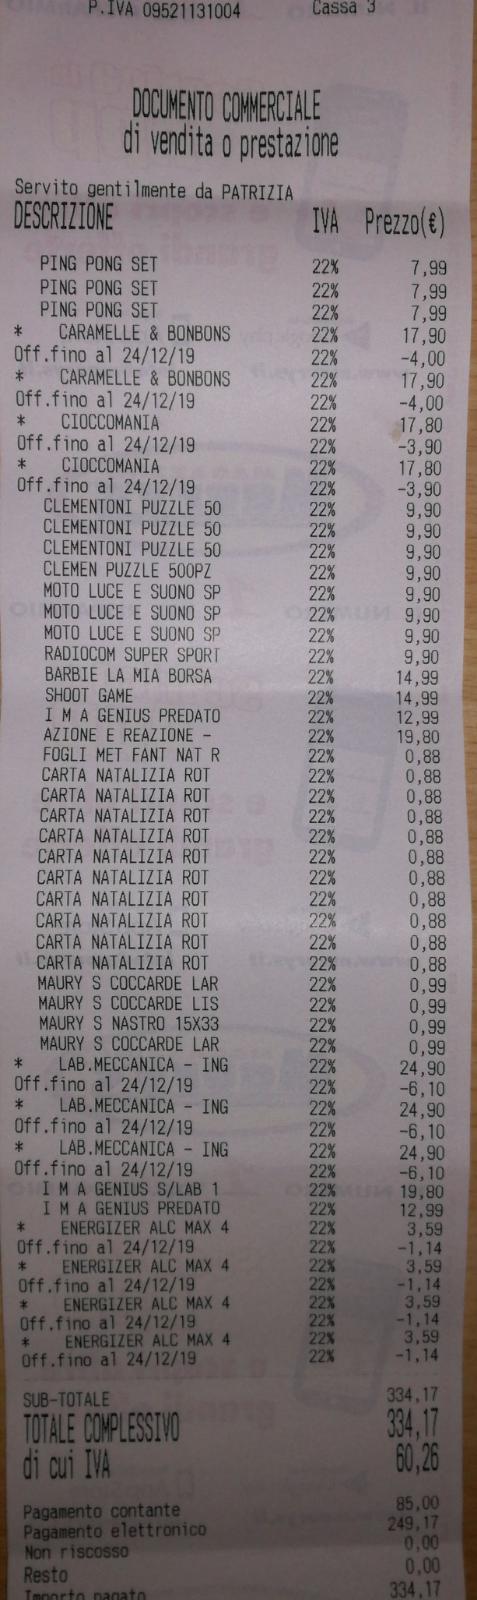 P.IVA 09521131004 Cassa 3
DOCUMENTO COMMERCIALE
di vendita o prestazione
Servito gentilmente da PATRIZIA
DESCRIZIONE IVA Prezzo(€)
PING PONG SET 22% 7,99
PING PONG SET 22% 7,99
PING PONG SET 22% 7,99
* CARAMELLE & BONBONS 22% 17,90
Off.fino al 24/12/19 22% -4,00
* CARAMELLE & BONBONS 22% 17,90
Off.fino al 24/12/19 22% -4,00
* CIOCCOMANIA 22% 17,80
Off.fino al 24/12/19 22% -3,90
* CIOCCOMANIA 22% 17,80
Off.fino al 24/12/19 22% -3,90
CLEMENTONI PUZZLE 50 22% 9,90
CLEMENTONI PUZZLE 50 22% 9,90
CLEMENTONI PUZZLE 50 22% 9,90
CLEMEN PUZZLE 500PZ 22% 9,90
MOTO LUCE E SUONO SP 22% 9,90
MOTO LUCE E SUONO SP 22% 9,90
MOTO LUCE E SUONO SP 22% 9,90
RADIOCOM SUPER SPORT 22% 9,90
BARBIE LA MIA BORSA 22% 14,99
SHOOT GAME 22% 14,99
I M A GENIUS PREDATO 22% 12,99
AZIONE E REAZIONE - 22% 19,80
FOGLI MET FANT NAT R 22% 0,88
CARTA NATALIZIA ROT 22% 0,88
CARTA NATALIZIA ROT 22% 0,88
CARTA NATALIZIA ROT 22% 0,88
CARTA NATALIZIA ROT 22% 0,88
CARTA NATALIZIA ROT 22% 0,88
CARTA NATALIZIA ROT 22% 0,88
CARTA NATALIZIA ROT 22% 0,88
CARTA NATALIZIA ROT 22% 0,88
CARTA NATALIZIA ROT 22% 0,88
CARTA NATALIZIA ROT 22% 0,88
MAURY S COCCARDE LAR 22% 0,99
MAURY S COCCARDE LIS 22% 0,99
MAURY S NASTRO 15X33 22% 0,99
MAURY S COCCARDE LAR 22% 0,99
* LAB.MECCANICA - ING 22% 24,90
Off.fino al 24/12/19 22% -6,10
* LAB.MECCANICA - ING 22% 24,90
Off.fino al 24/12/19 22% -6,10
* LAB.MECCANICA - ING 22% 24,90
Off.fino al 24/12/19 22% -6,10
I M A GENIUS S/LAB 1 22% 19,80
I M A GENIUS PREDATO 22% 12,99
* ENERGIZER ALC MAX 4 22% 3,59
Off.fino al 24/12/19 22% -1,14
* ENERGIZER ALC MAX 4 22% 3,59
Off.fino al 24/12/19 22% -1,14
* ENERGIZER ALC MAX 4 22% 3,59
Off.fino al 24/12/19 22% -1,14
* ENERGIZER ALC MAX 4 22% 3,59
Off.fino al 24/12/19 22% -1,14
SUB-TOTALE 334,17
TOTALE COMPLESSIVO 334,17
di cui IVA 60,26
Pagamento contante 85,00
Pagamento elettronico 249,17
Non riscosso 0,00
Resto 0,00
Importo pagato 334,17